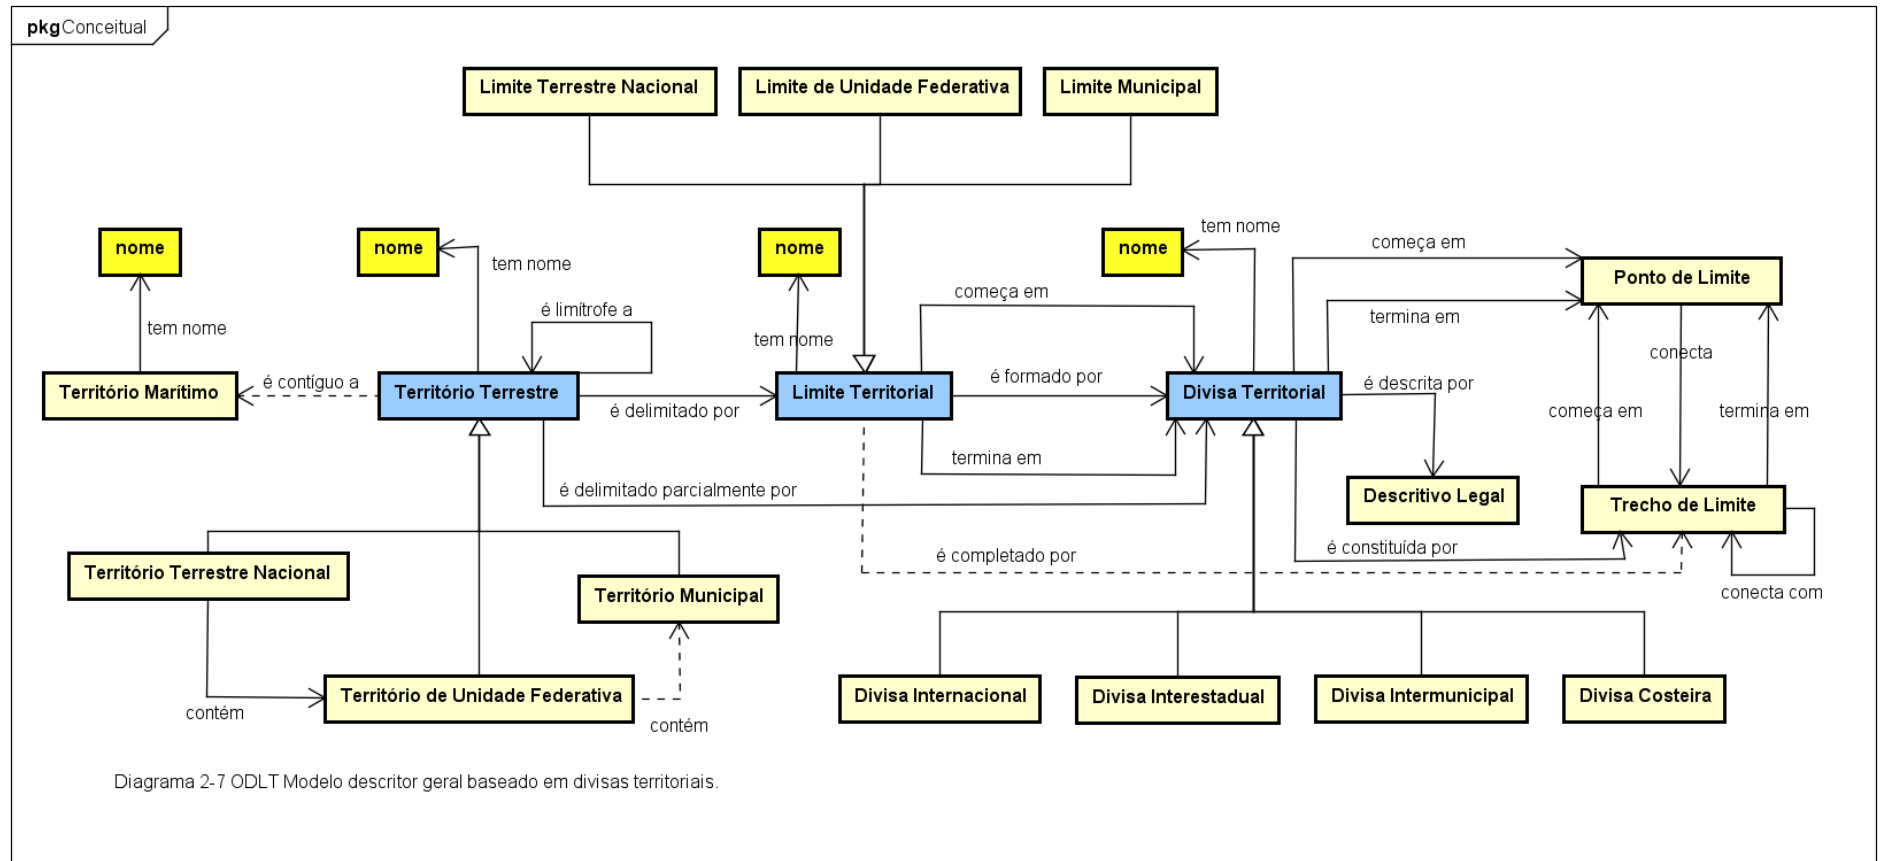 pkg Conceitual
Limite Terrestre Nacional
Limite de Unidade Federativa
Limite Municipal
nome
nome
nome
nome
tem nome
tem nome
tem nome
tem nome
começa em
Ponto de Limite
é limítrofe a
começa em
termina em
conecta
Território Marítimo
é contíguo a
Território Terrestre
é delimitado por
Limite Territorial
é formado por
Divisa Territorial
é descrita por
começa em
termina em
termina em
é delimitado parcialmente por
Descritivo Legal
Trecho de Limite
é completado por
é constituída por
conecta com
Território Terrestre Nacional
Território Municipal
Território de Unidade Federativa
contém
contém
Divisa Internacional
Divisa Interestadual
Divisa Intermunicipal
Divisa Costeira
Diagrama 2-7 ODLT Modelo descritor geral baseado em divisas territoriais.